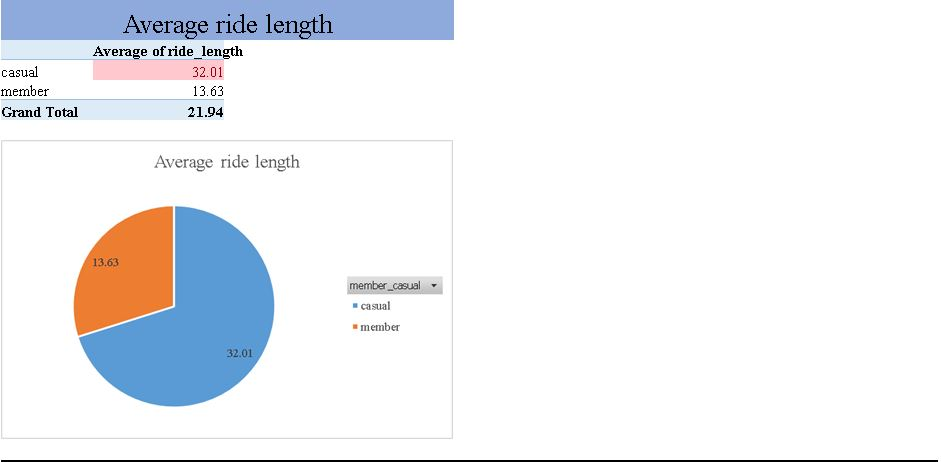 Average ride length
Average of ride_length
casual 32.01
member 13.63
Grand Total 21.94
Average ride length
13.63
32.01
member_casual
casual
member